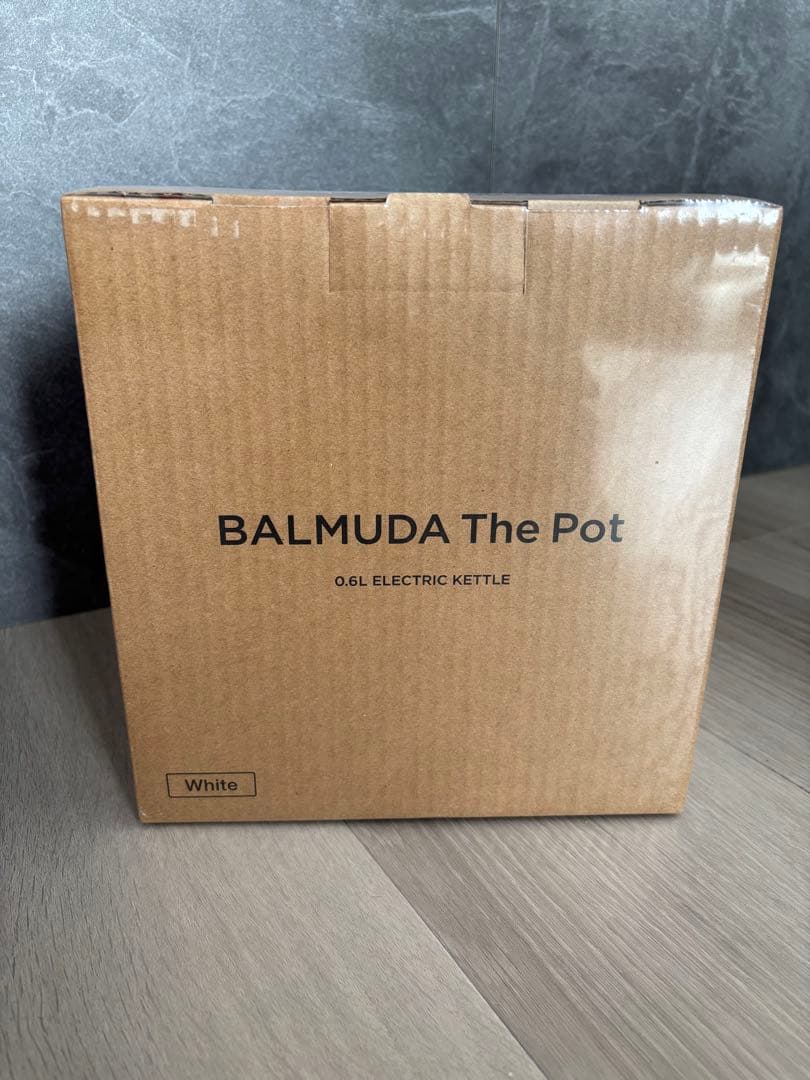 BALMUDA The Pot
0.6L ELECTRIC KETTLE
White